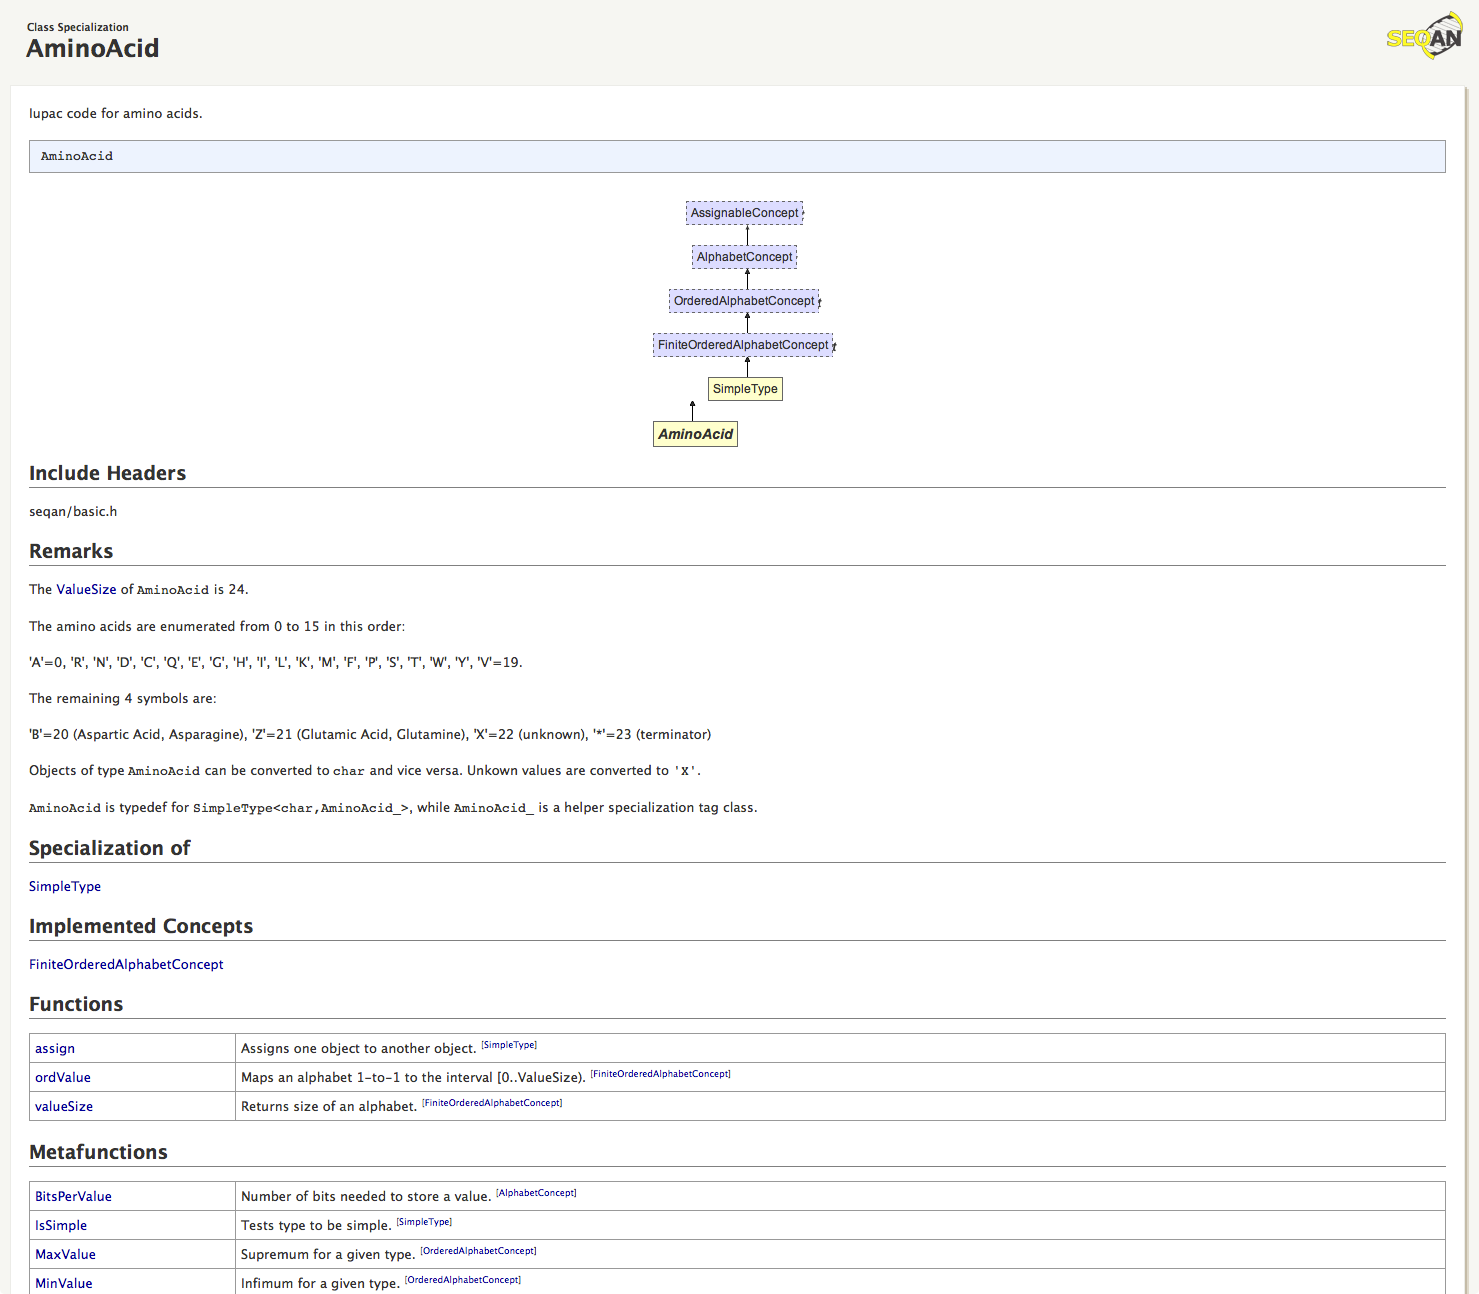 Class Specialization
AminoAcid
SEQAN
Iupac code for amino acids.
AminoAcid
AssignableConcept
AlphabetConcept
OrderedAlphabetConcept
FiniteOrderedAlphabetConcept
SimpleType
AminoAcid
Include Headers
seqan/basic.h
Remarks
The ValueSize of AminoAcid is 24.
The amino acids are enumerated from 0 to 15 in this order:
'A'=0, 'R', 'N', 'D', 'C', 'Q', 'E', 'G', 'H', 'I', 'L', 'K', 'M', 'F', 'P', 'S', 'T', 'W', 'Y', 'V'=19.
The remaining 4 symbols are:
'B'=20 (Aspartic Acid, Asparagine), 'Z'=21 (Glutamic Acid, Glutamine), 'X'=22 (unknown), '*'=23 (terminator)
Objects of type AminoAcid can be converted to char and vice versa. Unkown values are converted to 'X'.
AminoAcid is typedef for SimpleType<char,AminoAcid_>, while AminoAcid_ is a helper specialization tag class.
Specialization of
SimpleType
Implemented Concepts
FiniteOrderedAlphabetConcept
Functions
assign Assigns one object to another object. [SimpleType]
ordValue Maps an alphabet 1-to-1 to the interval [0..ValueSize). [FiniteOrderedAlphabetConcept]
valueSize Returns size of an alphabet. [FiniteOrderedAlphabetConcept]
Metafunctions
BitsPerValue Number of bits needed to store a value. [AlphabetConcept]
IsSimple Tests type to be simple. [SimpleType]
MaxValue Supremum for a given type. [OrderedAlphabetConcept]
MinValue Infimum for a given type. [OrderedAlphabetConcept]